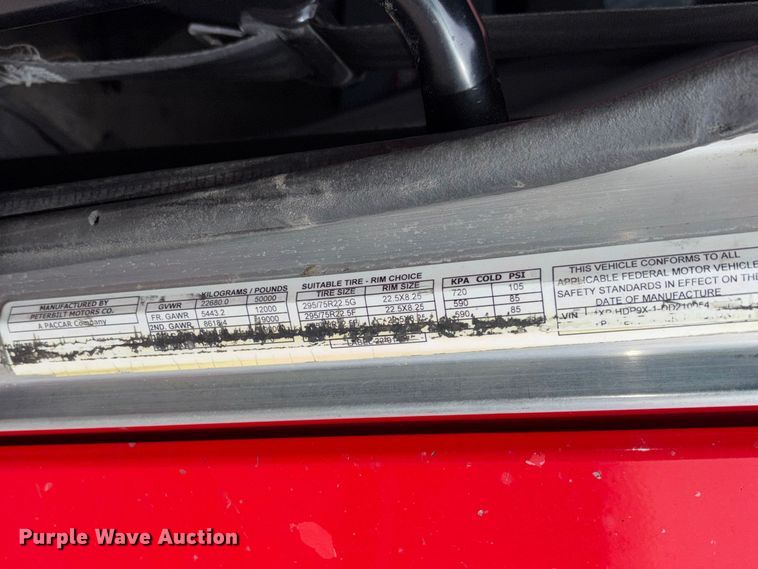 MANUFACTURED BY
PETERBILT MOTORS CO.
A PACCAR Company
KILOGRAMS / POUNDS
GVWR 22680.0 50000
FR. GAWR 5443.2 12000
2ND. GAWR 8618.4 19000
SUITABLE TIRE - RIM CHOICE
TIRE SIZE RIM SIZE
295/75R22.5G 22.5X8.25
295/75R22.5F 22.5X8.25
KPA COLD PSI
720 105
590 85
590 85
THIS VEHICLE CONFORMS TO ALL
APPLICABLE FEDERAL MOTOR VEHICLE
SAFETY STANDARDS IN EFFECT ON THE
DATE OF MANUFACTURE
VIN
Purple Wave Auction